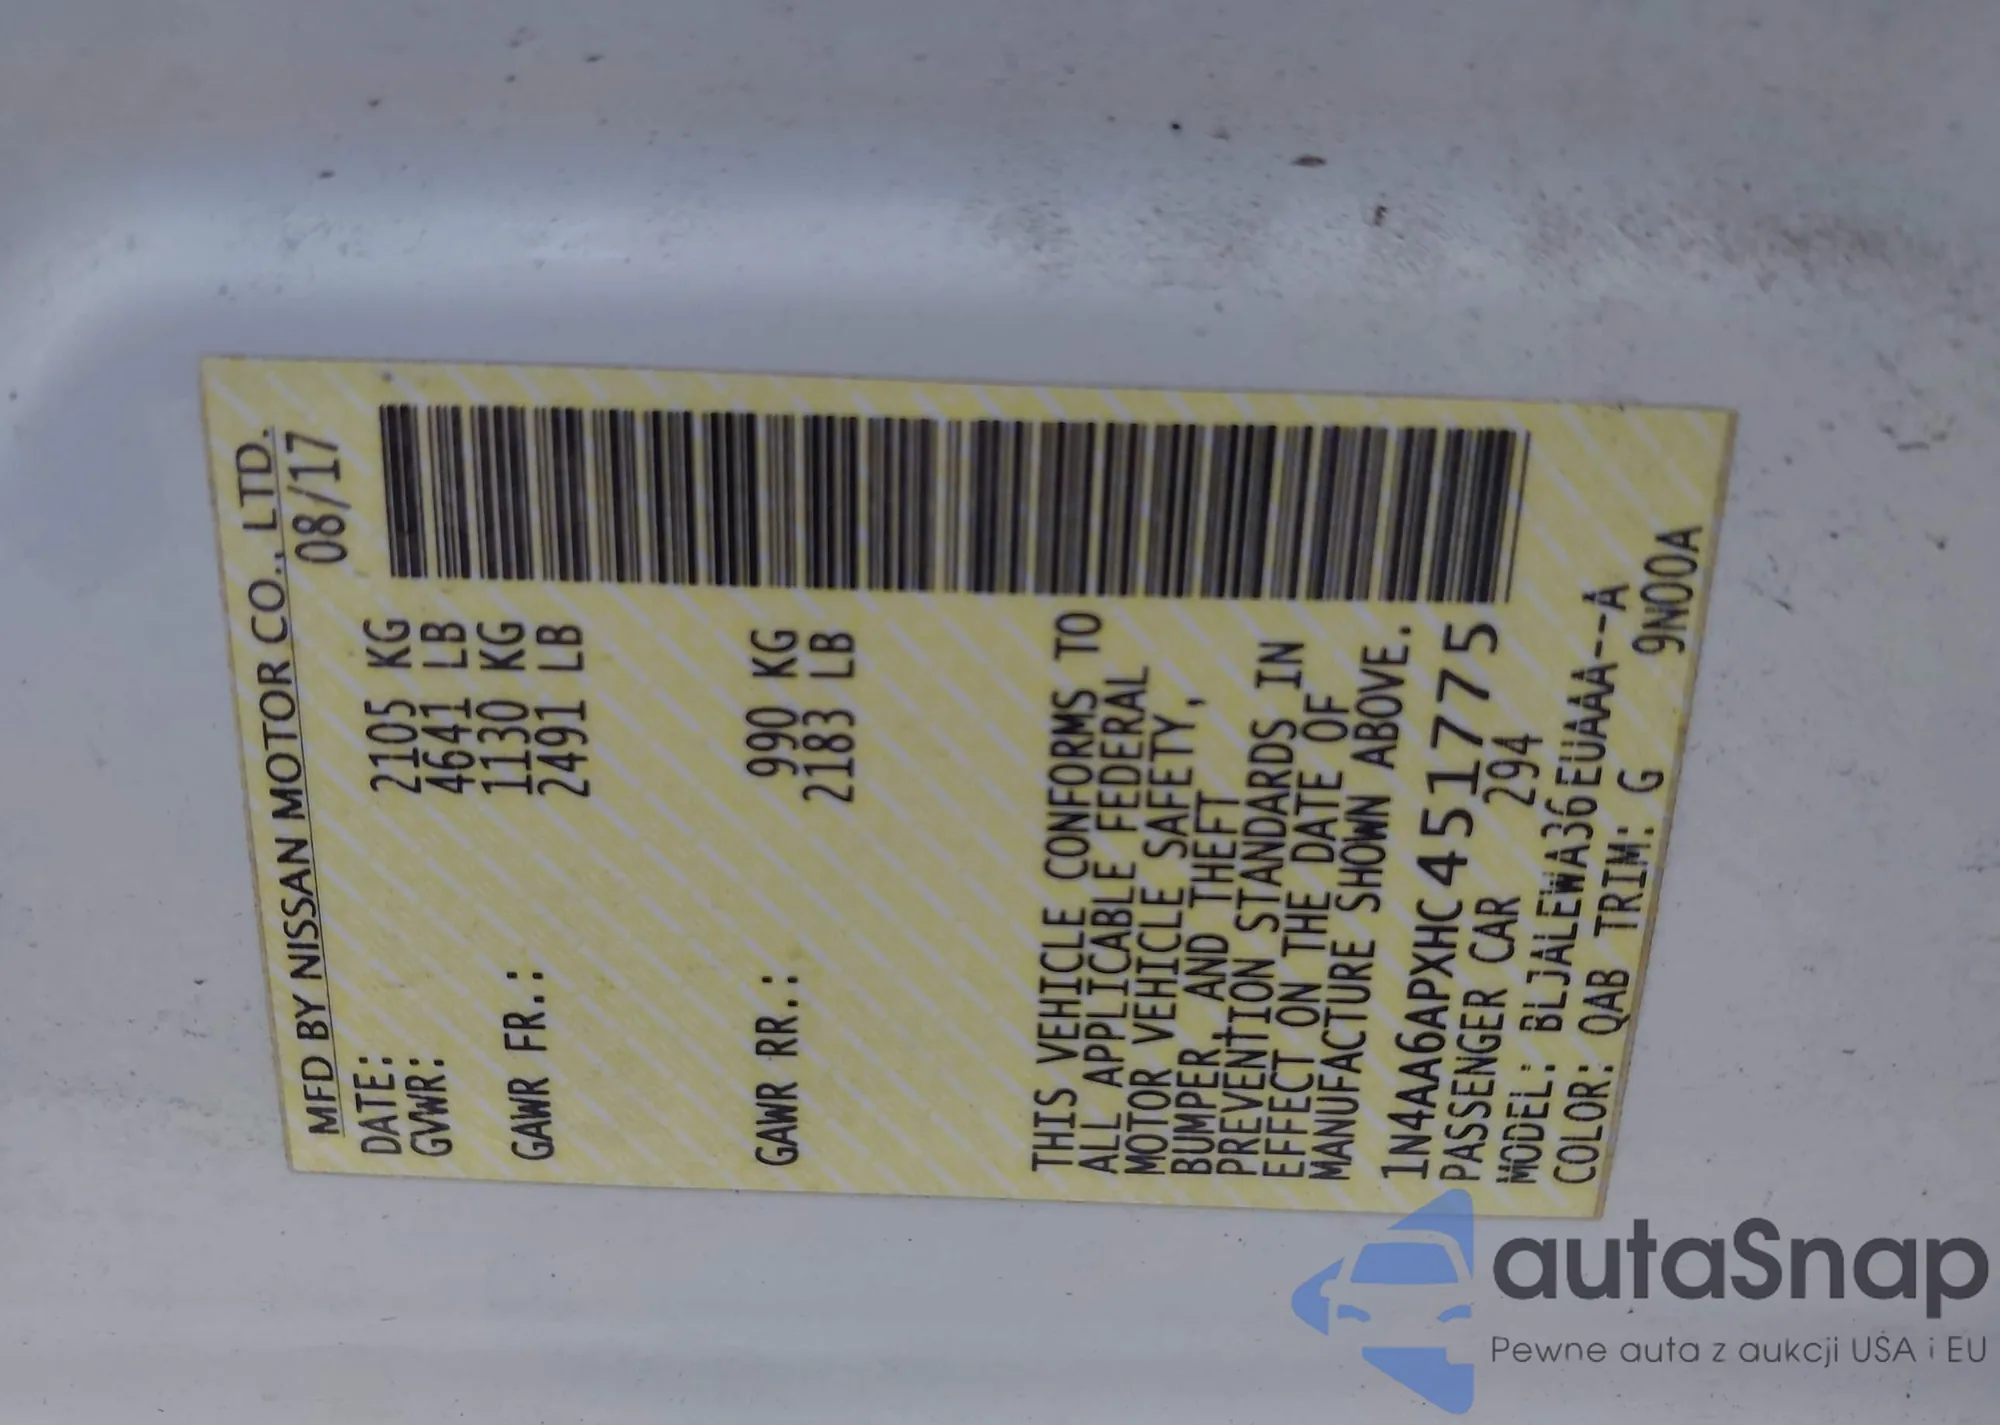 MFD BY NISSAN MOTOR CO., LTD.
DATE: 08/17
GVWR: 2105 KG
4641 LB
GAWR FR.: 1130 KG
2491 LB
GAWR RR.: 990 KG
2183 LB
THIS VEHICLE CONFORMS TO
ALL APPLICABLE FEDERAL
MOTOR VEHICLE SAFETY,
BUMPER, AND THEFT
PREVENTION STANDARDS IN
EFFECT ON THE DATE OF
MANUFACTURE SHOWN ABOVE.
1N4AA6APXHC451775
PASSENGER CAR 294
MODEL: BLJALEWA36EUAAA--A
COLOR: QAB TRIM: G 9N00A
autaSnap
Pewne auta z aukcji USA i EU